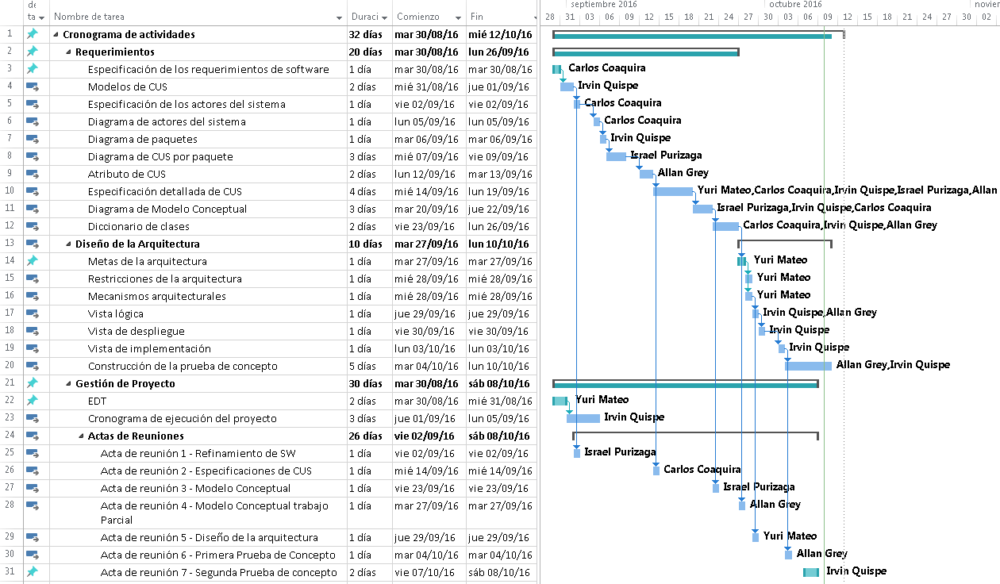 de septiembre 2016 octubre 2016 noviem
ta Nombre de tarea Duraci Comienzo Fin 28 31 03 06 09 12 15 18 21 24 27 30 03 06 09 12 15 18 21 24 27 30 02
1 Cronograma de actividades 32 días mar 30/08/16 mié 12/10/16
2 Requerimientos 20 días mar 30/08/16 lun 26/09/16
3 Especificación de los requerimientos de software 1 día mar 30/08/16 mar 30/08/16 Carlos Coaquira
4 Modelos de CUS 2 días mié 31/08/16 jue 01/09/16 Irvin Quispe
5 Especificación de los actores del sistema 1 día vie 02/09/16 vie 02/09/16 Carlos Coaquira
6 Diagrama de actores del sistema 1 día lun 05/09/16 lun 05/09/16 Carlos Coaquira
7 Diagrama de paquetes 1 día mar 06/09/16 mar 06/09/16 Irvin Quispe
8 Diagrama de CUS por paquete 3 días mié 07/09/16 vie 09/09/16 Israel Purizaga
9 Atributo de CUS 2 días lun 12/09/16 mar 13/09/16 Allan Grey
10 Especificación detallada de CUS 4 días mié 14/09/16 lun 19/09/16 Yuri Mateo,Carlos Coaquira,Irvin Quispe,Israel Purizaga,Allan
11 Diagrama de Modelo Conceptual 3 días mar 20/09/16 jue 22/09/16 Israel Purizaga,Irvin Quispe,Carlos Coaquira
12 Diccionario de clases 2 días vie 23/09/16 lun 26/09/16 Carlos Coaquira,Irvin Quispe,Allan Grey
13 Diseño de la Arquitectura 10 días mar 27/09/16 lun 10/10/16
14 Metas de la arquitectura 1 día mar 27/09/16 mar 27/09/16 Yuri Mateo
15 Restricciones de la arquitectura 1 día mié 28/09/16 mié 28/09/16 Yuri Mateo
16 Mecanismos arquitecturales 1 día mié 28/09/16 mié 28/09/16 Yuri Mateo
17 Vista lógica 1 día jue 29/09/16 jue 29/09/16 Irvin Quispe,Allan Grey
18 Vista de despliegue 1 día vie 30/09/16 vie 30/09/16 Irvin Quispe
19 Vista de implementación 1 día lun 03/10/16 lun 03/10/16 Irvin Quispe
20 Construcción de la prueba de concepto 5 días mar 04/10/16 lun 10/10/16 Allan Grey,Irvin Quispe
21 Gestión de Proyecto 30 días mar 30/08/16 sáb 08/10/16
22 EDT 2 días mar 30/08/16 mié 31/08/16 Yuri Mateo
23 Cronograma de ejecución del proyecto 3 días jue 01/09/16 lun 05/09/16 Irvin Quispe
24 Actas de Reuniones 26 días vie 02/09/16 sáb 08/10/16
25 Acta de reunión 1 - Refinamiento de SW 1 día vie 02/09/16 vie 02/09/16 Israel Purizaga
26 Acta de reunión 2 - Especificaciones de CUS 1 día mié 14/09/16 mié 14/09/16 Carlos Coaquira
27 Acta de reunión 3 - Modelo Conceptual 1 día vie 23/09/16 vie 23/09/16 Israel Purizaga
28 Acta de reunión 4 - Modelo Conceptual trabajo 1 día mar 27/09/16 mar 27/09/16 Allan Grey
Parcial
29 Acta de reunión 5 - Diseño de la arquitectura 1 día jue 29/09/16 jue 29/09/16 Yuri Mateo
30 Acta de reunión 6 - Primera Prueba de Concepto 1 día mar 04/10/16 mar 04/10/16 Allan Grey
31 Acta de reunión 7 - Segunda Prueba de concepto 2 días vie 07/10/16 sáb 08/10/16 Irvin Quispe